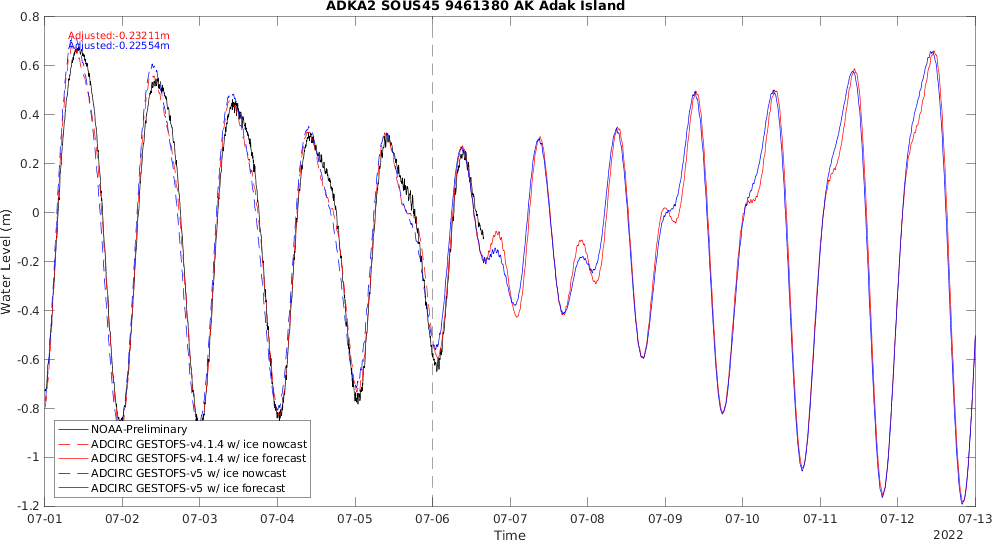 ADKA2 SOUS45 9461380 AK Adak Island
Adjusted:-0.23211m
Adjusted:-0.22554m
Water Level (m)
0.8
0.6
0.4
0.2
0
-0.2
-0.4
-0.6
-0.8
-1
-1.2
NOAA-Preliminary
ADCIRC GESTOFS-v4.1.4 w/ ice nowcast
ADCIRC GESTOFS-v4.1.4 w/ ice forecast
ADCIRC GESTOFS-v5 w/ ice nowcast
ADCIRC GESTOFS-v5 w/ ice forecast
07-01 07-02 07-03 07-04 07-05 07-06 07-07 07-08 07-09 07-10 07-11 07-12 07-13
Time
2022